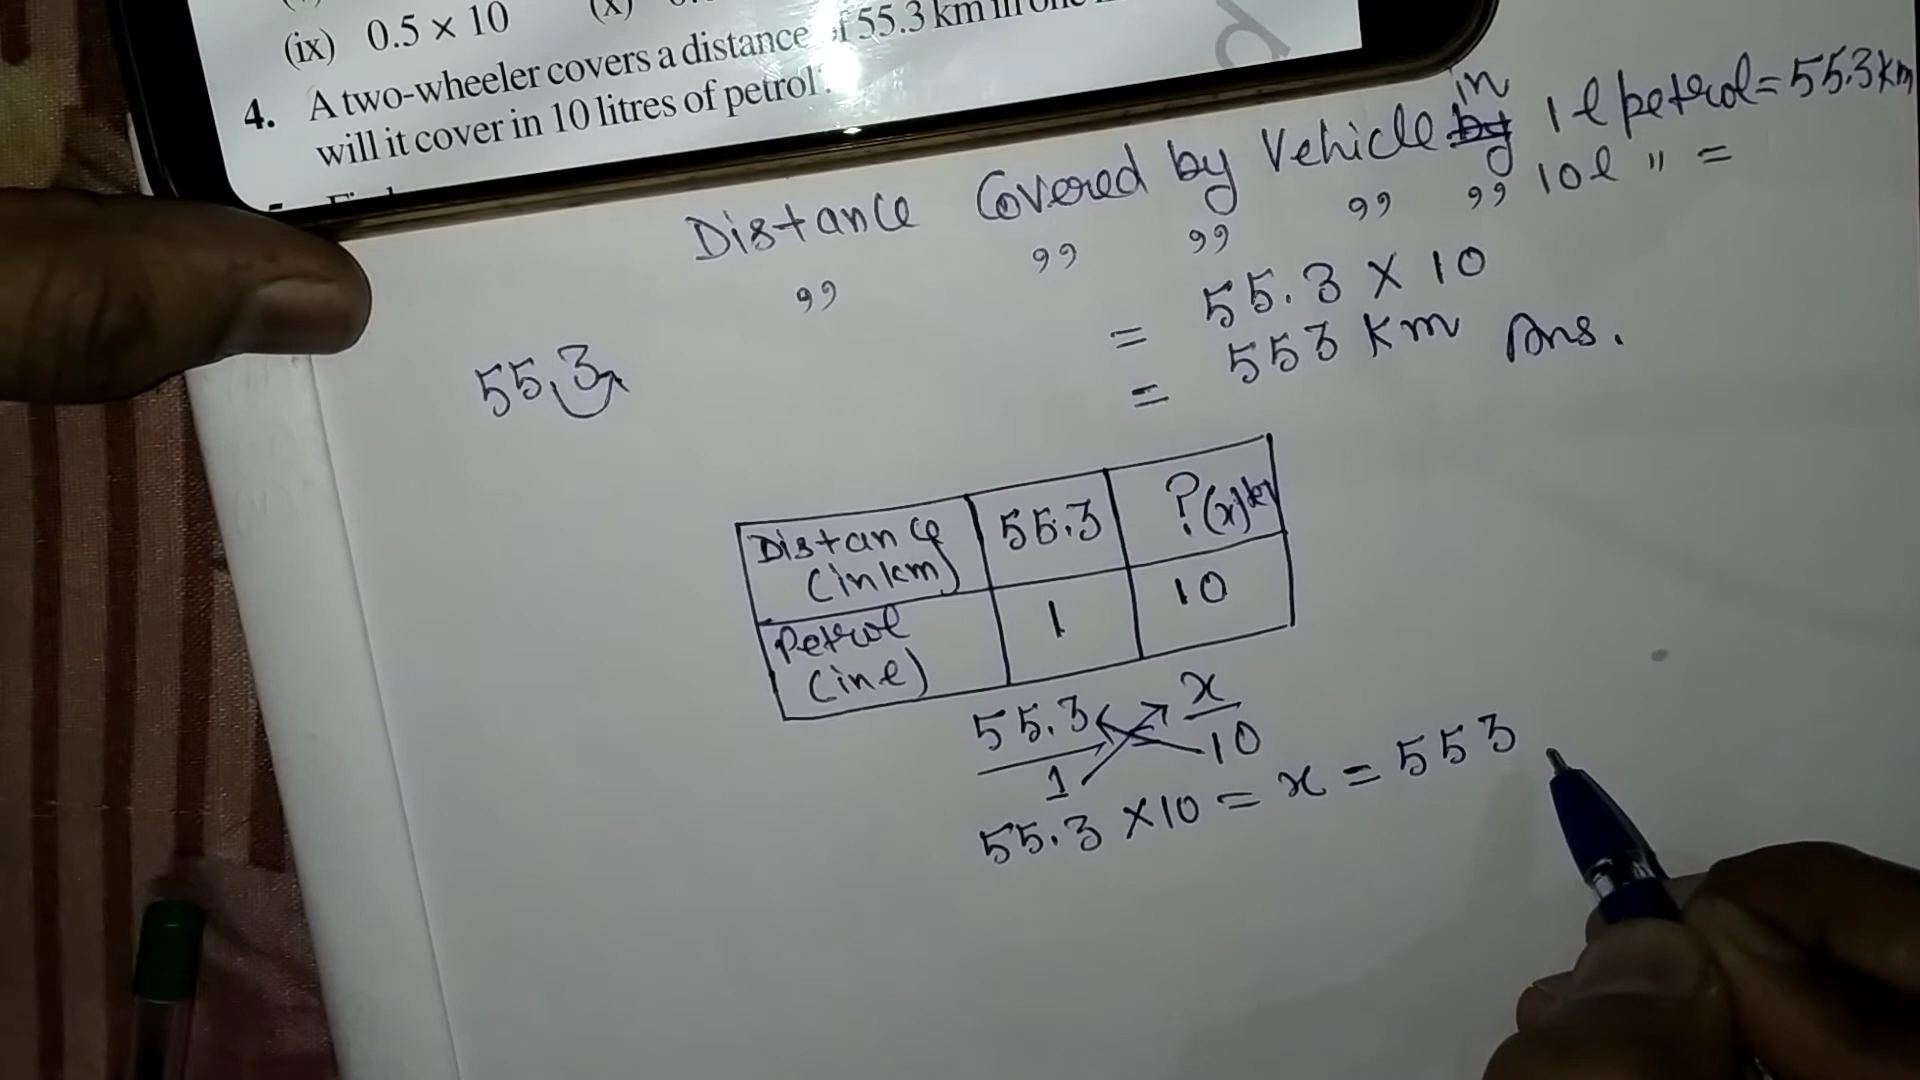 (ix) 0.5 × 10 (x)
4. A two-wheeler covers a distance of 55.3 km in one
will it cover in 10 litres of petrol?
Distance Covered by Vehicle in 1 l petrol = 55.3 km
,, ,, ,, ,, ,, 10 l " =
= 55.3 × 10
= 553 Km Ans.
55.3
Distance (in km) 55.3 ? (x) km
Petrol (in l) 1 10
55.3/1 x/10
55.3 × 10 = x = 553